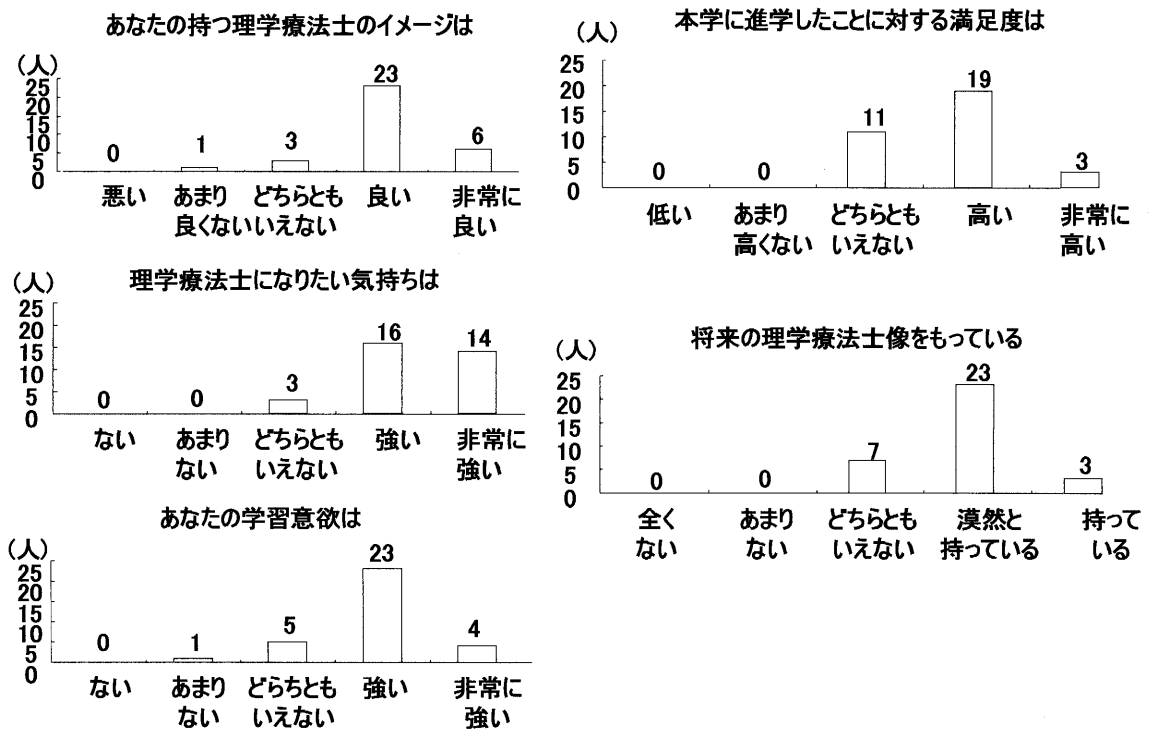 あなたの持つ理学療法士のイメージは
(人)
25
20
15
10
5
0
0
1
3
23
6
悪い
あまり
良くない
どちらとも
いえない
良い
非常に
良い
理学療法士になりたい気持ちは
(人)
25
20
15
10
5
0
0
0
3
16
14
ない
あまり
ない
どちらとも
いえない
強い
非常に
強い
あなたの学習意欲は
(人)
25
20
15
10
5
0
0
1
5
23
4
ない
あまり
ない
どらちとも
いえない
強い
非常に
強い
本学に進学したことに対する満足度は
(人)
25
20
15
10
5
0
0
0
11
19
3
低い
あまり
高くない
どちらとも
いえない
高い
非常に
高い
将来の理学療法士像をもっている
(人)
25
20
15
10
5
0
0
0
7
23
3
全く
ない
あまり
ない
どちらとも
いえない
漠然と
持っている
持って
いる